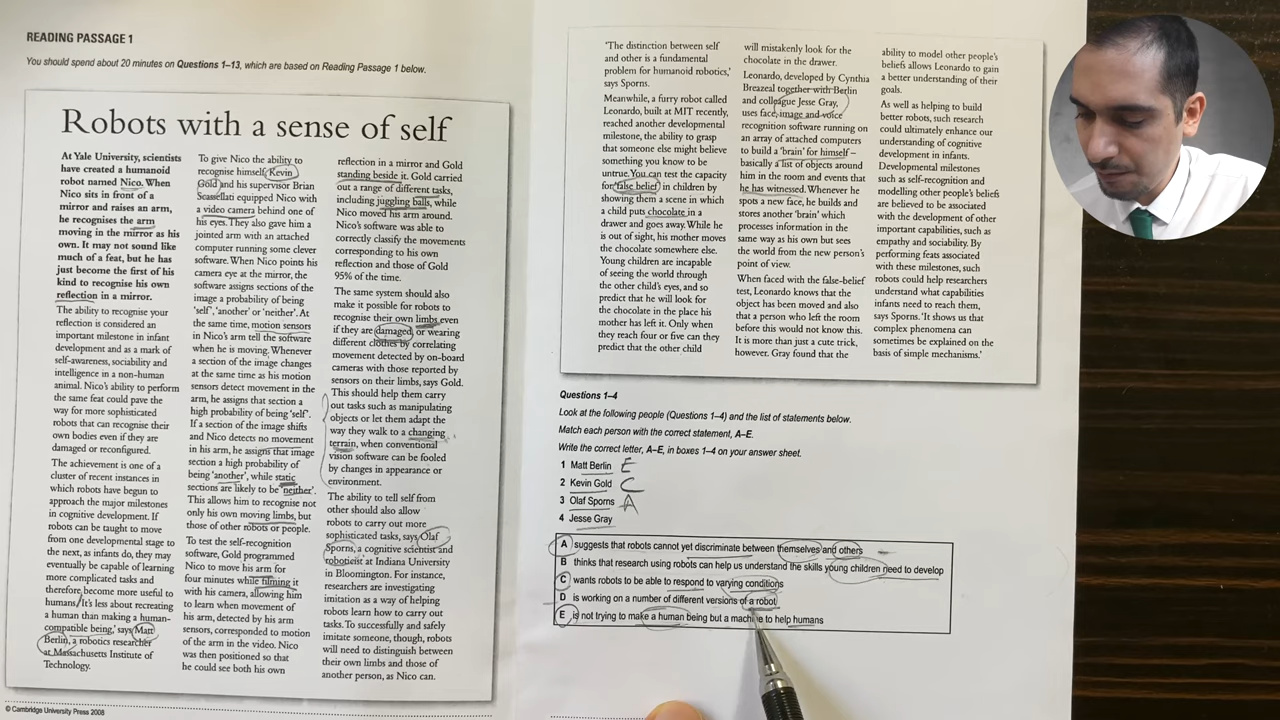 READING PASSAGE 1
You should spend about 20 minutes on Questions 1–13, which are based on Reading Passage 1 below.
Robots with a sense of self
At Yale University, scientists
have created a humanoid
robot named Nico. When
Nico sits in front of a
mirror and raises an arm,
he recognises the arm
moving in the mirror as his
own. It may not sound like
much of a feat, but he has
just become the first of his
kind to recognise his own
reflection in a mirror.
The ability to recognise your
reflection is considered an
important milestone in infant
development and as a mark of
self-awareness, sociability and
intelligence in a non-human
animal. Nico's ability to perform
the same feat could pave the
way for more sophisticated
robots that can recognise their
own bodies even if they are
damaged or reconfigured.
The achievement is one of a
cluster of recent instances in
which robots have begun to
approach the major milestones
in cognitive development. If
robots can be taught to move
from one developmental stage to
the next, as infants do, they may
eventually be capable of learning
more complicated tasks and
therefore become more useful to
humans. 'It's less about recreating
a human than making a human-
compatible being,' says Matt
Berlin, a robotics researcher
at Massachusetts Institute of
Technology.
To give Nico the ability to
recognise himself, Kevin
Gold and his supervisor Brian
Scassellati equipped Nico with
a video camera behind one of
his eyes. They also gave him a
jointed arm with an attached
computer running some clever
software. When Nico points his
camera eye at the mirror, the
software assigns sections of the
image a probability of being
'self', 'another' or 'neither'. At
the same time, motion sensors
in Nico's arm tell the software
when he is moving. Whenever
a section of the image changes
at the same time as his motion
sensors detect movement in the
arm, he assigns that section a
high probability of being 'self'.
If a section of the image shifts
and Nico detects no movement
in his arm, he assigns that image
section a high probability of
being 'another', while static
sections are likely to be 'neither'.
This allows him to recognise not
only his own moving limbs, but
those of other robots or people.
To test the self-recognition
software, Gold programmed
Nico to move his arm for
four minutes while filming it
with his camera, allowing him
to learn when movement of
his arm, detected by his arm
sensors, corresponded to motion
of the arm in the video. Nico
was then positioned so that
he could see both his own
reflection in a mirror and Gold
standing beside it. Gold carried
out a range of different tasks,
including juggling balls, while
Nico moved his arm around.
Nico's software was able to
correctly classify the movements
corresponding to his own
reflection and those of Gold
95% of the time.
The same system should also
make it possible for robots to
recognise their own limbs even
if they are damaged or wearing
different clothes by correlating
movement detected by on-board
cameras with those reported by
sensors on their limbs, says Gold.
This should help them carry
out tasks such as manipulating
objects or let them adapt the
way they walk to a changing
terrain, when conventional
vision software can be fooled
by changes in appearance or
environment.
The ability to tell self from
other should also allow
robots to carry out more
sophisticated tasks, says Olaf
Sporns, a cognitive scientist and
roboticist at Indiana University
in Bloomington. For instance,
researchers are investigating
imitation as a way of helping
robots learn how to carry out
tasks. To successfully and
imitate someone, though, robots
will need to distinguish between
their own limbs and those of
another person, as Nico can.
© Cambridge University Press 2008
'The distinction between self
and other is a fundamental
problem for humanoid robotics,'
says Sporns.
Meanwhile, a furry robot called
Leonardo, built at MIT recently,
reached another developmental
milestone, the ability to grasp
that someone else might believe
something you know to be
untrue. You can test the capacity
for 'false belief' in children by
showing them a scene in which
a child puts chocolate in a
drawer and goes away. While he
is out of sight, his mother moves
the chocolate somewhere else.
Young children are incapable
of seeing the world through
the other child's eyes, and so
predict that he will look for
the chocolate in the place his
mother has left it. Only when
they reach four or five can they
predict that the other child
will mistakenly look for the
chocolate in the drawer.
Leonardo, developed by Cynthia
Breazeal together with Berlin
and colleague Jesse Gray,
uses face, image and voice
recognition software running on
an array of attached computers
to build a 'brain' for himself –
basically a list of objects around
him in the room and events that
he has witnessed. Whenever he
spots a new face, he builds and
stores another 'brain' which
processes information in the
same way as his own but sees
the world from the new person's
point of view.
When faced with the false-belief
test, Leonardo knows that the
object has been moved and also
that a person who left the room
before this would not know this.
It is more than just a cute trick,
however. Gray found that the
ability to model other people's
beliefs allows Leonardo to gain
a better understanding of their
goals.
As well as helping to build
better robots, such research
could ultimately enhance our
understanding of cognitive
development in infants.
Developmental milestones
such as self-recognition and
modelling other people's beliefs
are believed to be associated
with the development of other
important capabilities, such as
empathy and sociability. By
performing feats associated
with these milestones, such
robots could help researchers
understand what capabilities
infants need to reach them,
says Sporns. 'It shows us that
complex phenomena can
sometimes be explained on the
basis of simple mechanisms.'
Questions 1–4
Look at the following people (Questions 1–4) and the list of statements below.
Match each person with the correct statement, A–E.
Write the correct letter, A–E, in boxes 1–4 on your answer sheet.
1 Matt Berlin E
2 Kevin Gold C
3 Olaf Sporns A
4 Jesse Gray
A suggests that robots cannot yet discriminate between themselves and others
B thinks that research using robots can help us understand the skills young children need to develop
C wants robots to be able to respond to varying conditions
D is working on a number of different versions of a robot
E is not trying to make a human being but a machine to help humans